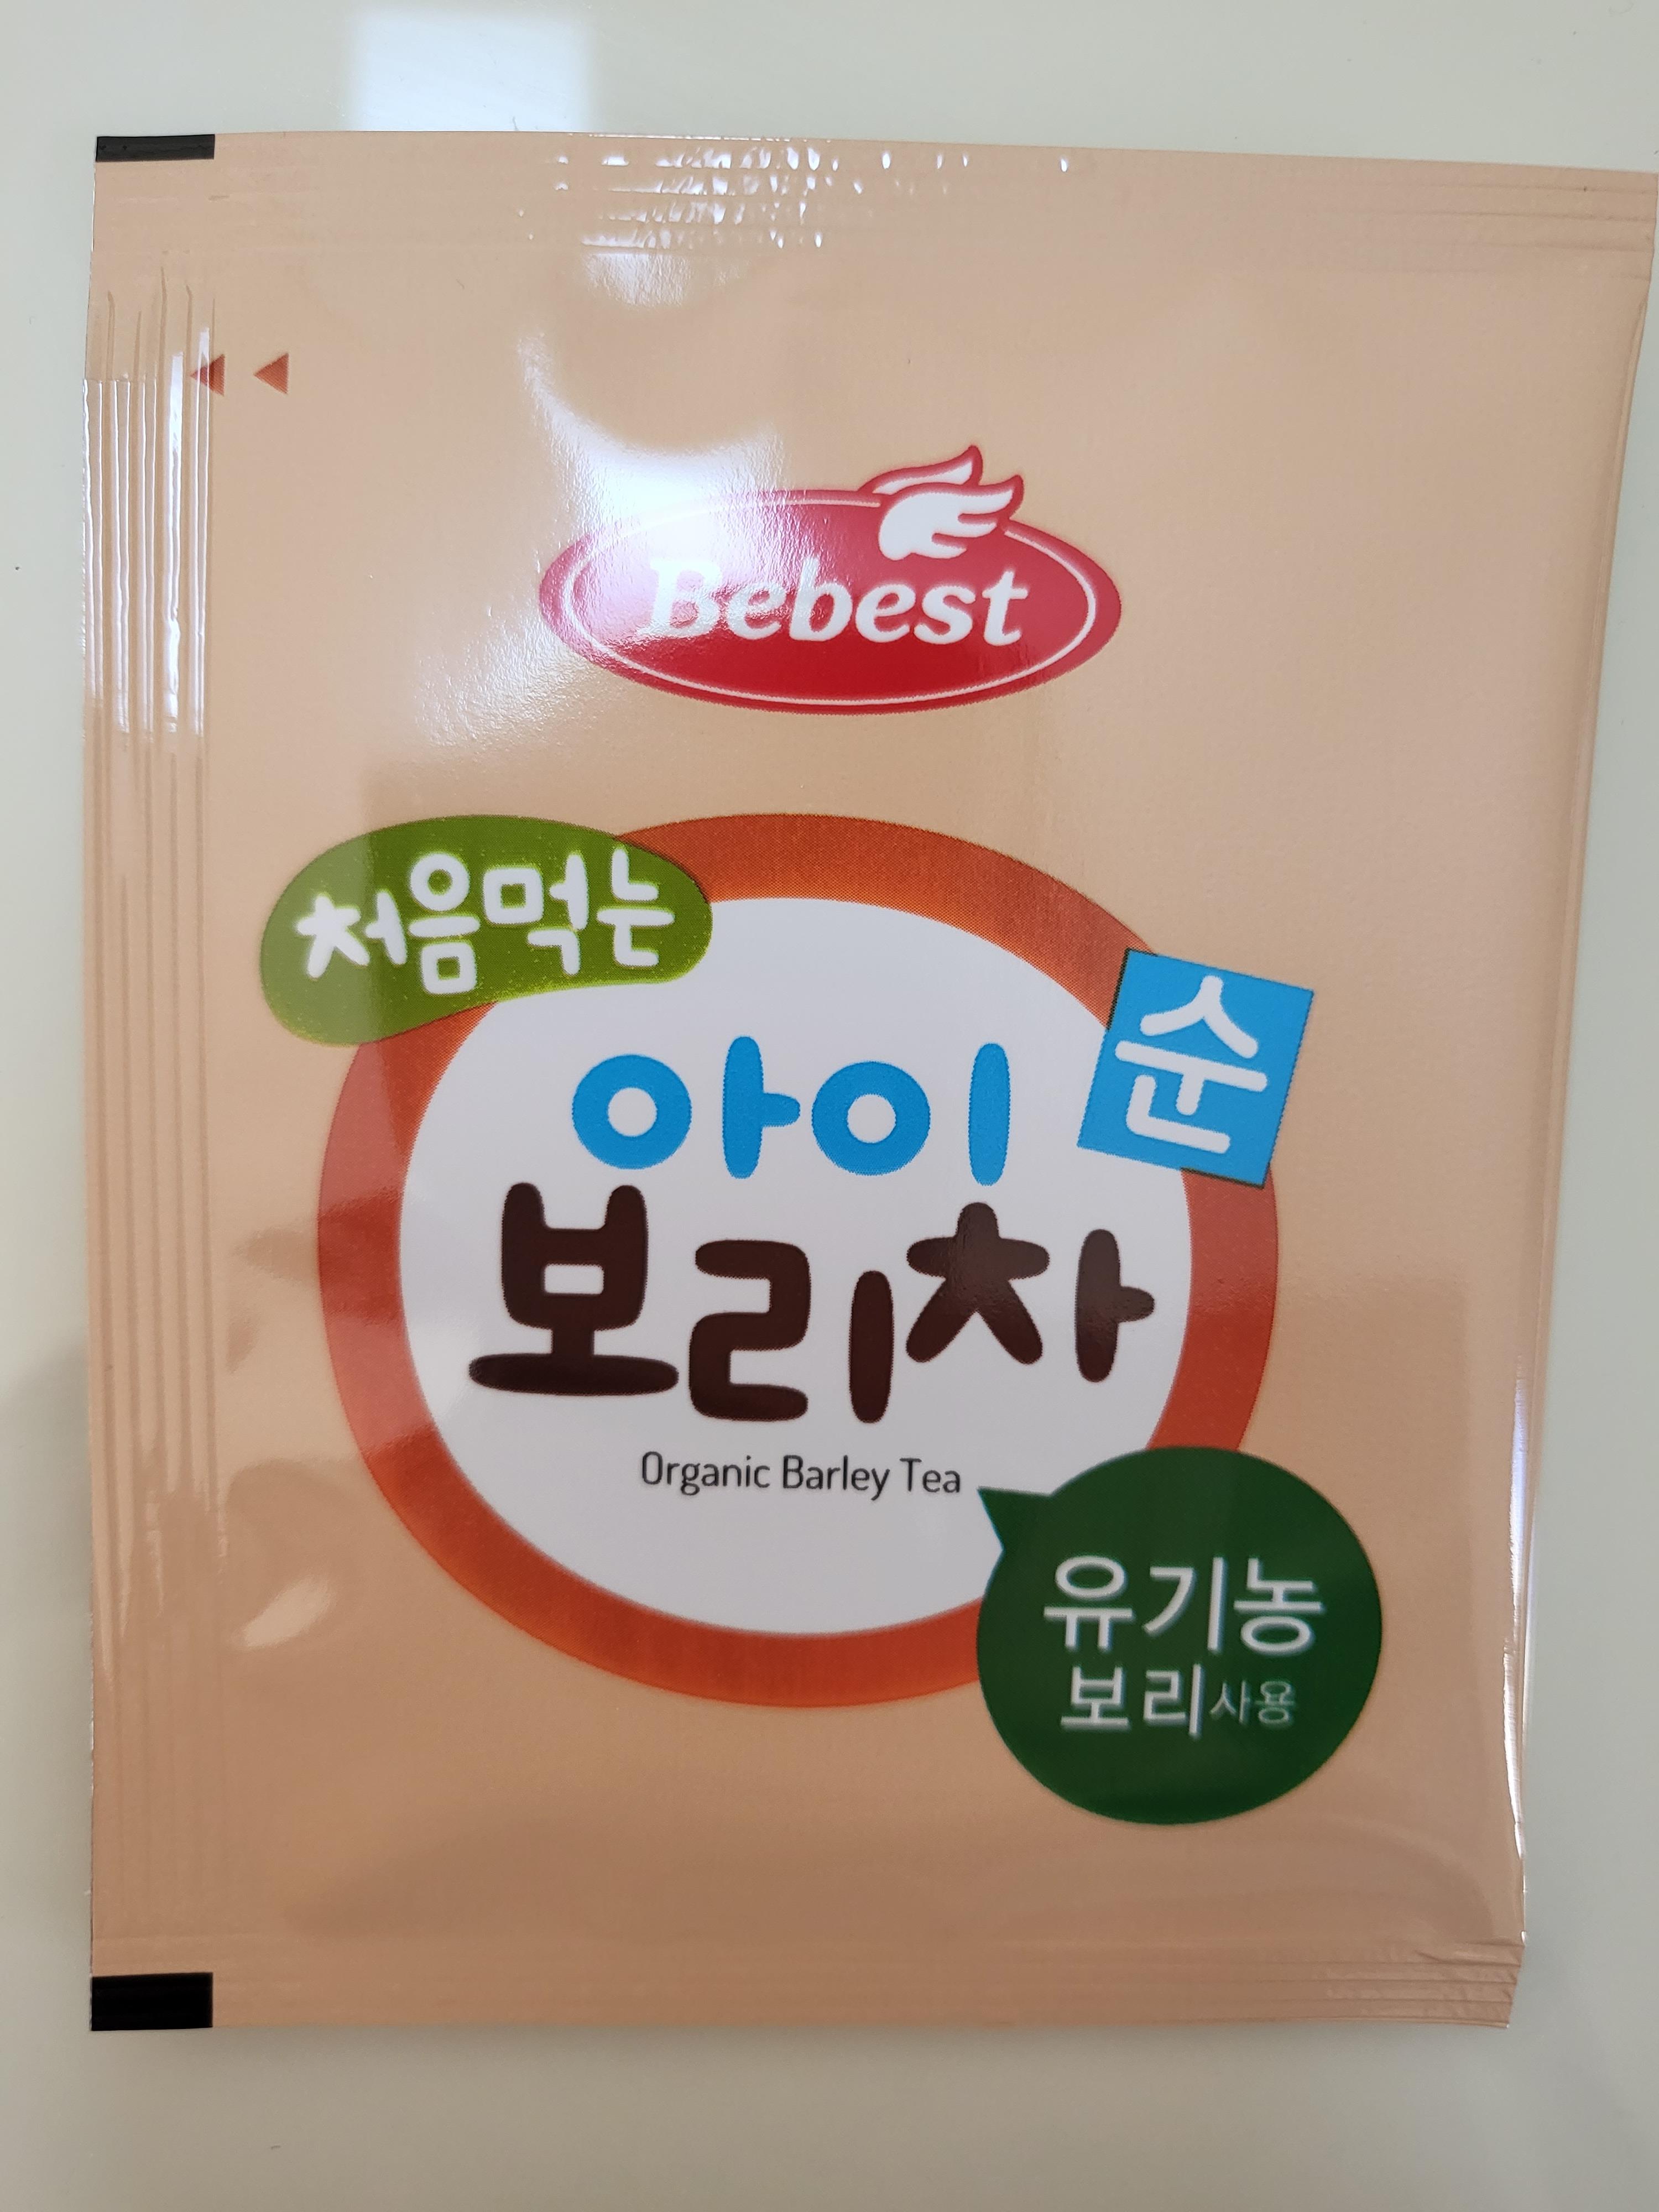 Bebest
처음먹는
순
아이
보리차
Organic Barley Tea
유기농
보리사용